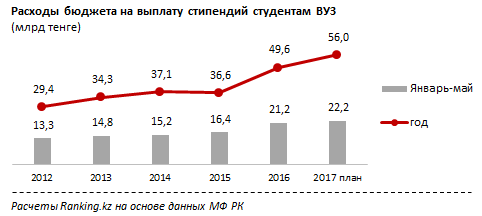 Расходы бюджета на выплату стипендий студентам ВУЗ
(млрд тенге)
56,0
49,6
37,1
36,6
34,3
29,4
Январь-май
22,2
21,2
16,4
15,2
14,8
13,3
год
2012 2013 2014 2015 2016 2017 план
Расчеты Ranking.kz на основе данных МФ РК